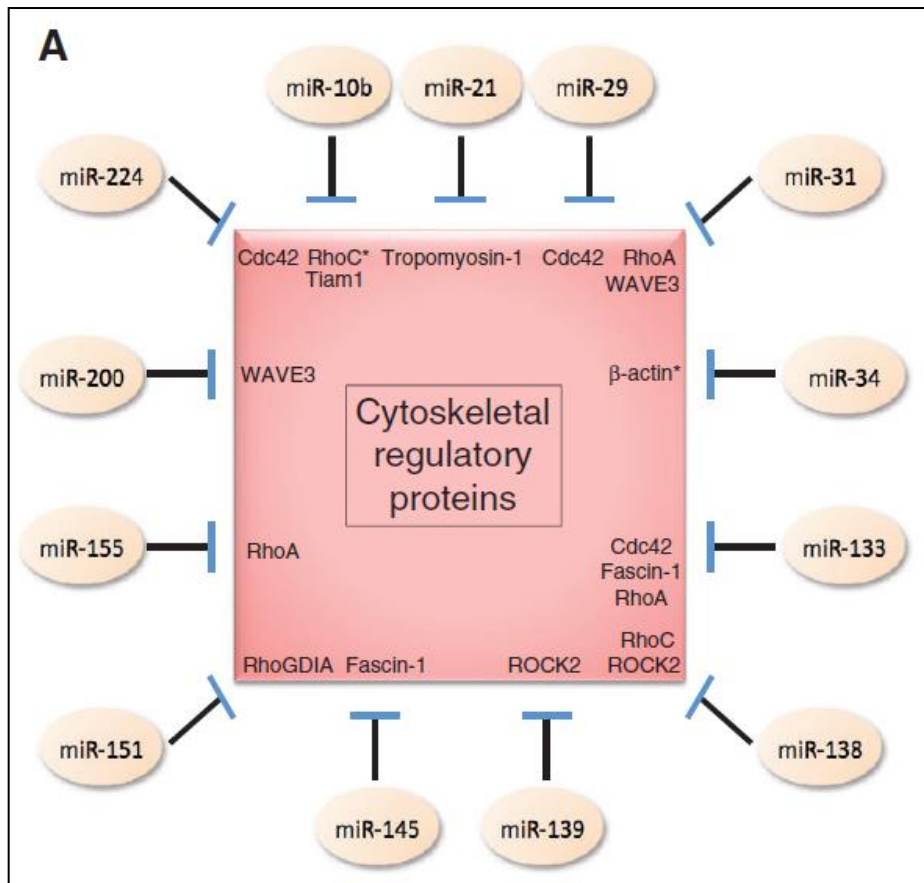 A
miR-10b
miR-21
miR-29
miR-224
miR-31
Cdc42
RhoC*
Tiam1
Tropomyosin-1
Cdc42
RhoA
WAVE3
miR-200
WAVE3
β-actin*
miR-34
Cytoskeletal
regulatory
proteins
miR-155
RhoA
Cdc42
Fascin-1
RhoA
miR-133
RhoGDIA
Fascin-1
ROCK2
RhoC
ROCK2
miR-151
miR-138
miR-145
miR-139